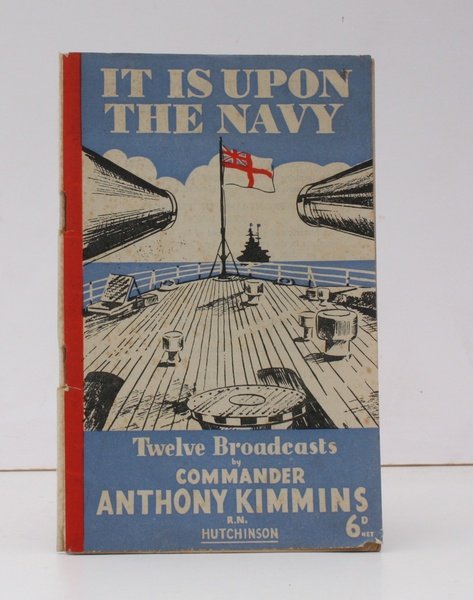 IT IS UPON
THE NAVY
Twelve Broadcasts
by
COMMANDER
ANTHONY KIMMINS
R.N.
HUTCHINSON
6D
NET